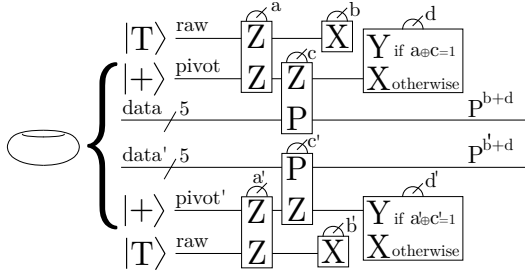 a b d
|T⟩ raw Z X Y if a⊕c=1
c
|+⟩ pivot Z Z X otherwise
data 5 P P^{b+d}
c'
data' 5 P P^{b'+d}
a' d'
|+⟩ pivot' Z Z Y if a'⊕c'=1
b'
|T⟩ raw Z X X otherwise